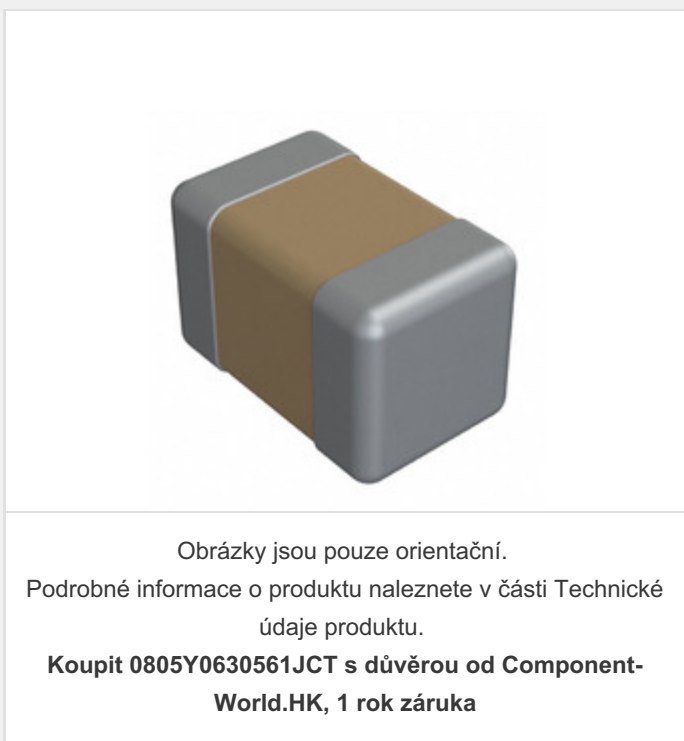 Obrázky jsou pouze orientační.
Podrobné informace o produktu naleznete v části Technické
údaje produktu.
Koupit 0805Y0630561JCT s důvěrou od Component-
World.HK, 1 rok záruka